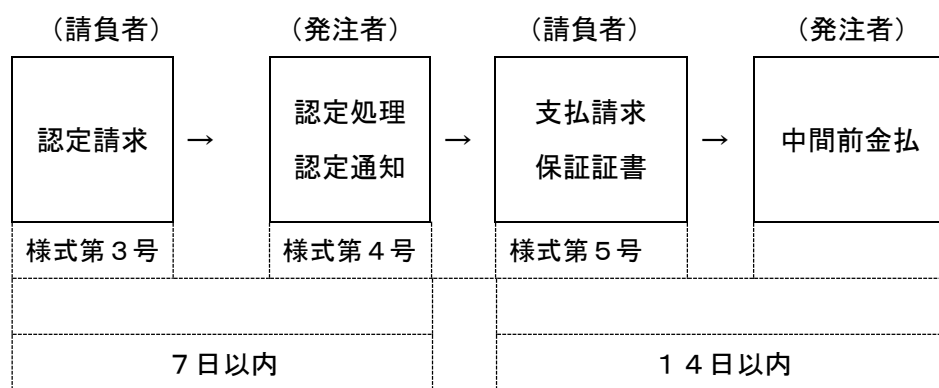 （請負者）
（発注者）
（請負者）
（発注者）
認定請求
→
認定処理
認定通知
→
支払請求
保証証書
→
中間前金払
様式第３号
様式第４号
様式第５号
７日以内
１４日以内